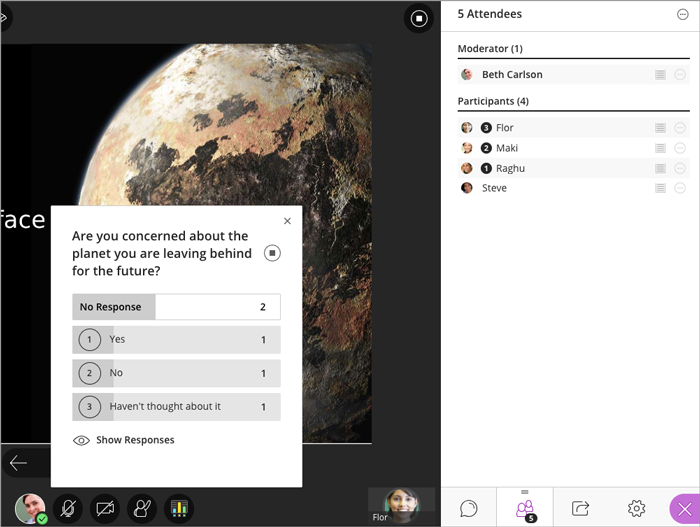 face
Are you concerned about the
planet you are leaving behind
for the future?
No Response 2
1 Yes 1
2 No 1
3 Haven't thought about it 1
Show Responses
Flor
5 Attendees
Moderator (1)
Beth Carlson
Participants (4)
3 Flor
2 Maki
1 Raghu
Steve
5